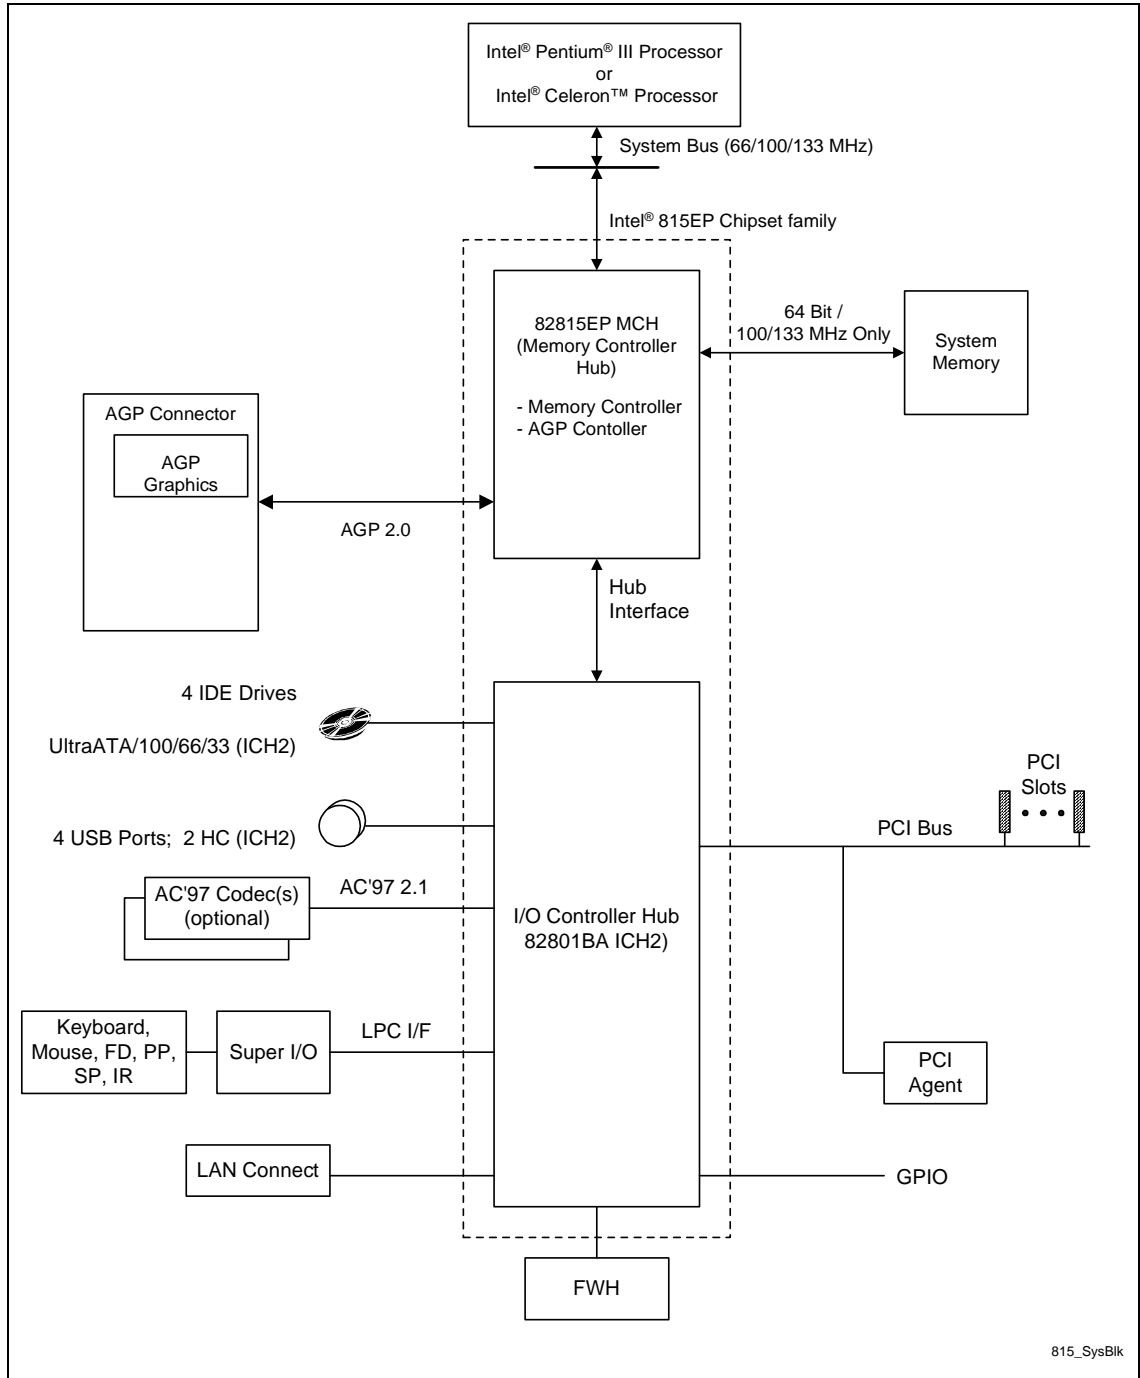 Intel® Pentium® III Processor
or
Intel® Celeron™ Processor
System Bus (66/100/133 MHz)
Intel® 815EP Chipset family
82815EP MCH
(Memory Controller
Hub)
- Memory Controller
- AGP Contoller
64 Bit /
100/133 MHz Only
System
Memory
AGP Connector
AGP
Graphics
AGP 2.0
Hub
Interface
4 IDE Drives
UltraATA/100/66/33 (ICH2)
4 USB Ports; 2 HC (ICH2)
AC'97 Codec(s)
(optional)
AC'97 2.1
I/O Controller Hub
82801BA ICH2)
PCI
Slots
PCI Bus
Keyboard,
Mouse, FD, PP,
SP, IR
Super I/O
LPC I/F
PCI
Agent
LAN Connect
GPIO
FWH
815_SysBlk